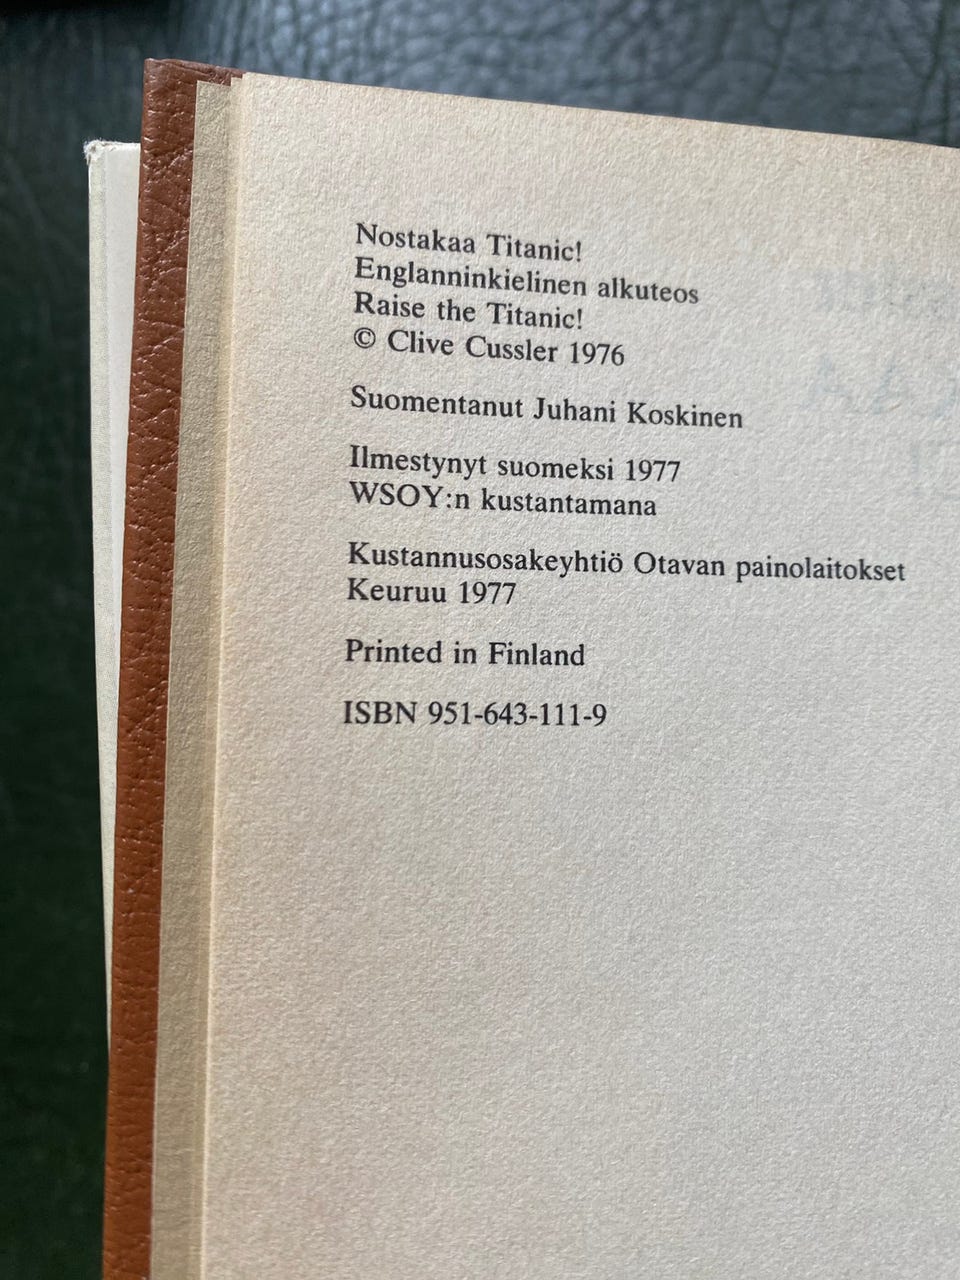 Nostakaa Titanic!
Englanninkielinen alkuteos
Raise the Titanic!
© Clive Cussler 1976
Suomentanut Juhani Koskinen
Ilmestynyt suomeksi 1977
WSOY:n kustantamana
Kustannusosakeyhtiö Otavan painolaitokset
Keuruu 1977
Printed in Finland
ISBN 951-643-111-9